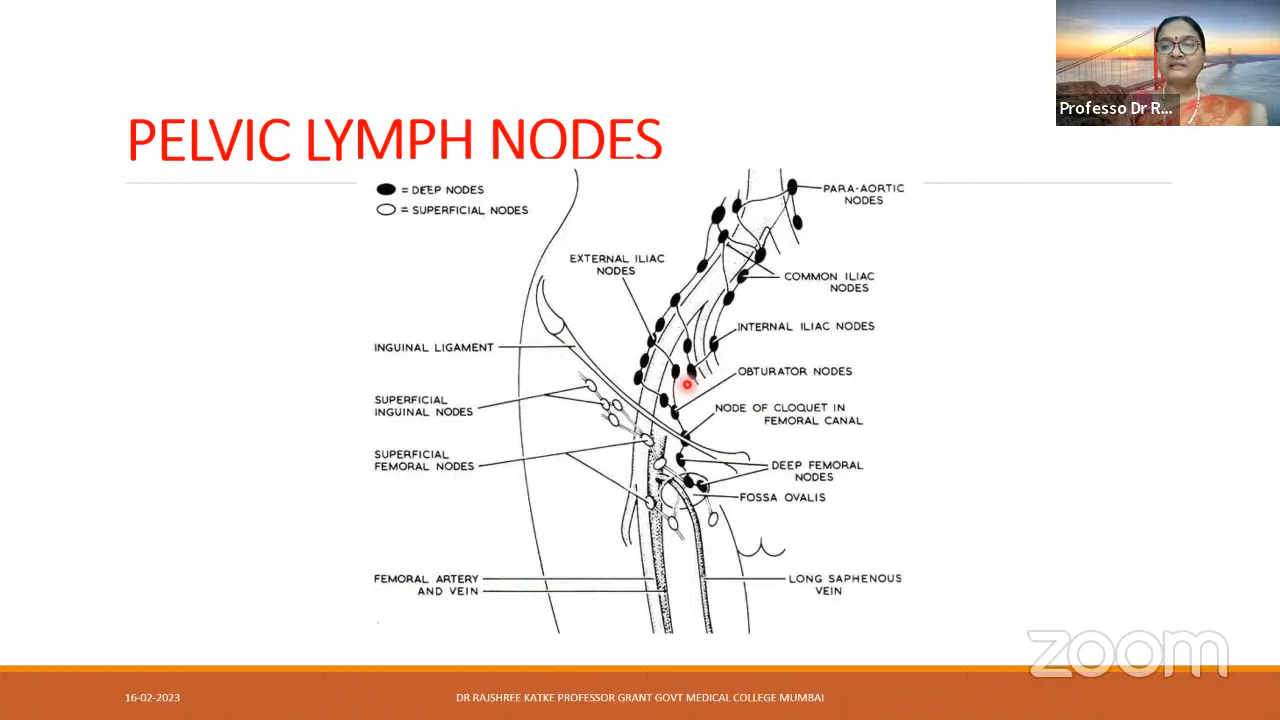 Professo Dr R...
PELVIC LYMPH NODES
= DEEP NODES
= SUPERFICIAL NODES
PARA-AORTIC
NODES
EXTERNAL ILIAC
NODES
COMMON ILIAC
NODES
INTERNAL ILIAC NODES
INGUINAL LIGAMENT
OBTURATOR NODES
SUPERFICIAL
INGUINAL NODES
NODE OF CLOQUET IN
FEMORAL CANAL
SUPERFICIAL
FEMORAL NODES
DEEP FEMORAL
NODES
FOSSA OVALIS
FEMORAL ARTERY
AND VEIN
LONG SAPHENOUS
VEIN
zoom
16-02-2023
DR RAJSHREE KATKE PROFESSOR GRANT GOVT MEDICAL COLLEGE MUMBAI